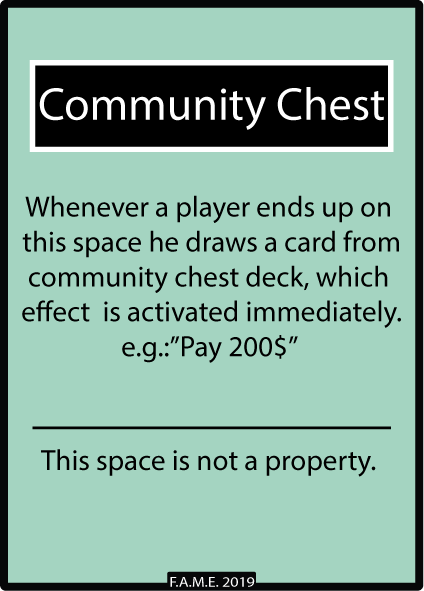 Community Chest
Whenever a player ends up on
this space he draws a card from
community chest deck, which
effect  is activated immediately.
e.g.:”Pay 200$”
This space is not a property.
F.A.M.E. 2019